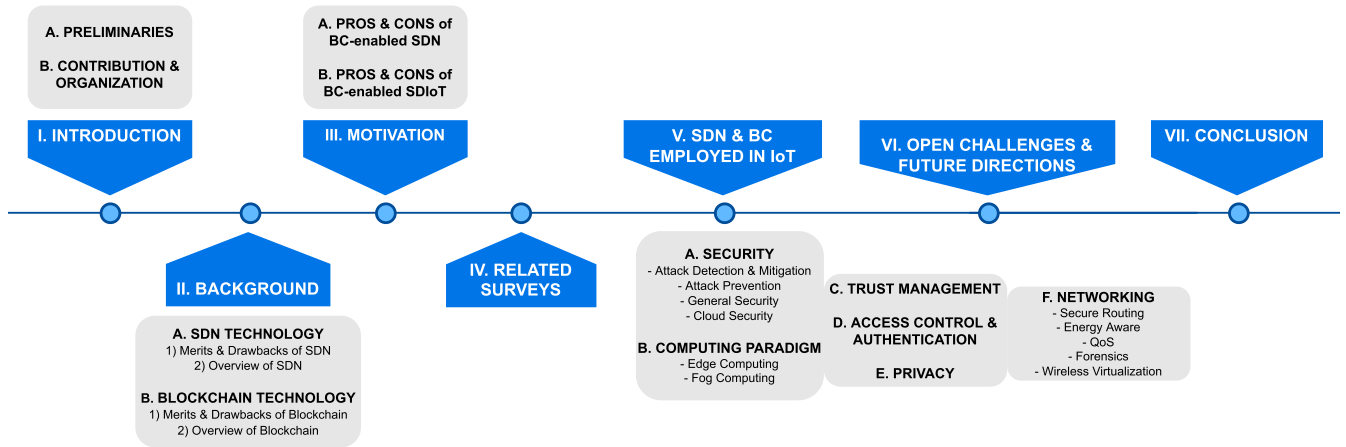 A. PRELIMINARIES
B. CONTRIBUTION &
ORGANIZATION
I. INTRODUCTION
II. BACKGROUND
A. SDN TECHNOLOGY
1) Merits & Drawbacks of SDN
2) Overview of SDN
B. BLOCKCHAIN TECHNOLOGY
1) Merits & Drawbacks of Blockchain
2) Overview of Blockchain
A. PROS & CONS of
BC-enabled SDN
B. PROS & CONS of
BC-enabled SDIoT
III. MOTIVATION
IV. RELATED
SURVEYS
V. SDN & BC
EMPLOYED IN IoT
A. SECURITY
- Attack Detection & Mitigation
- Attack Prevention
- General Security
- Cloud Security
B. COMPUTING PARADIGM
- Edge Computing
- Fog Computing
C. TRUST MANAGEMENT
D. ACCESS CONTROL &
AUTHENTICATION
E. PRIVACY
F. NETWORKING
- Secure Routing
- Energy Aware
- QoS
- Forensics
- Wireless Virtualization
VI. OPEN CHALLENGES &
FUTURE DIRECTIONS
VII. CONCLUSION